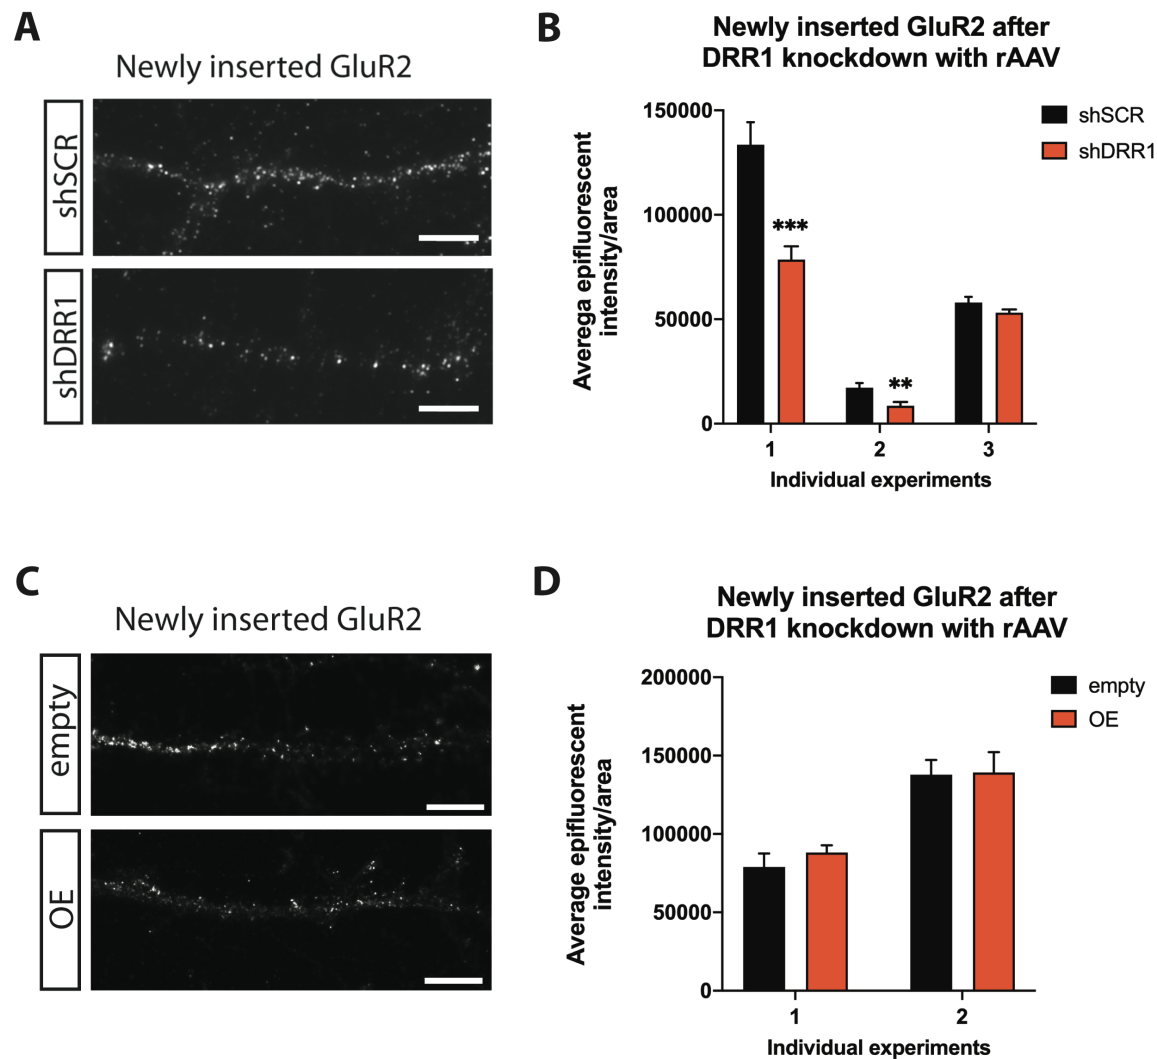 A
Newly inserted GluR2
shSCR
shDRR1
B
Newly inserted GluR2 after
DRR1 knockdown with rAAV
Averega epifluorescent
intensity/area
150000
100000
50000
0
***
**
1 2 3
Individual experiments
shSCR
shDRR1
C
Newly inserted GluR2
empty
OE
D
Newly inserted GluR2 after
DRR1 knockdown with rAAV
Average epifluorescent
intensity/area
200000
150000
100000
50000
0
1 2
Individual experiments
empty
OE